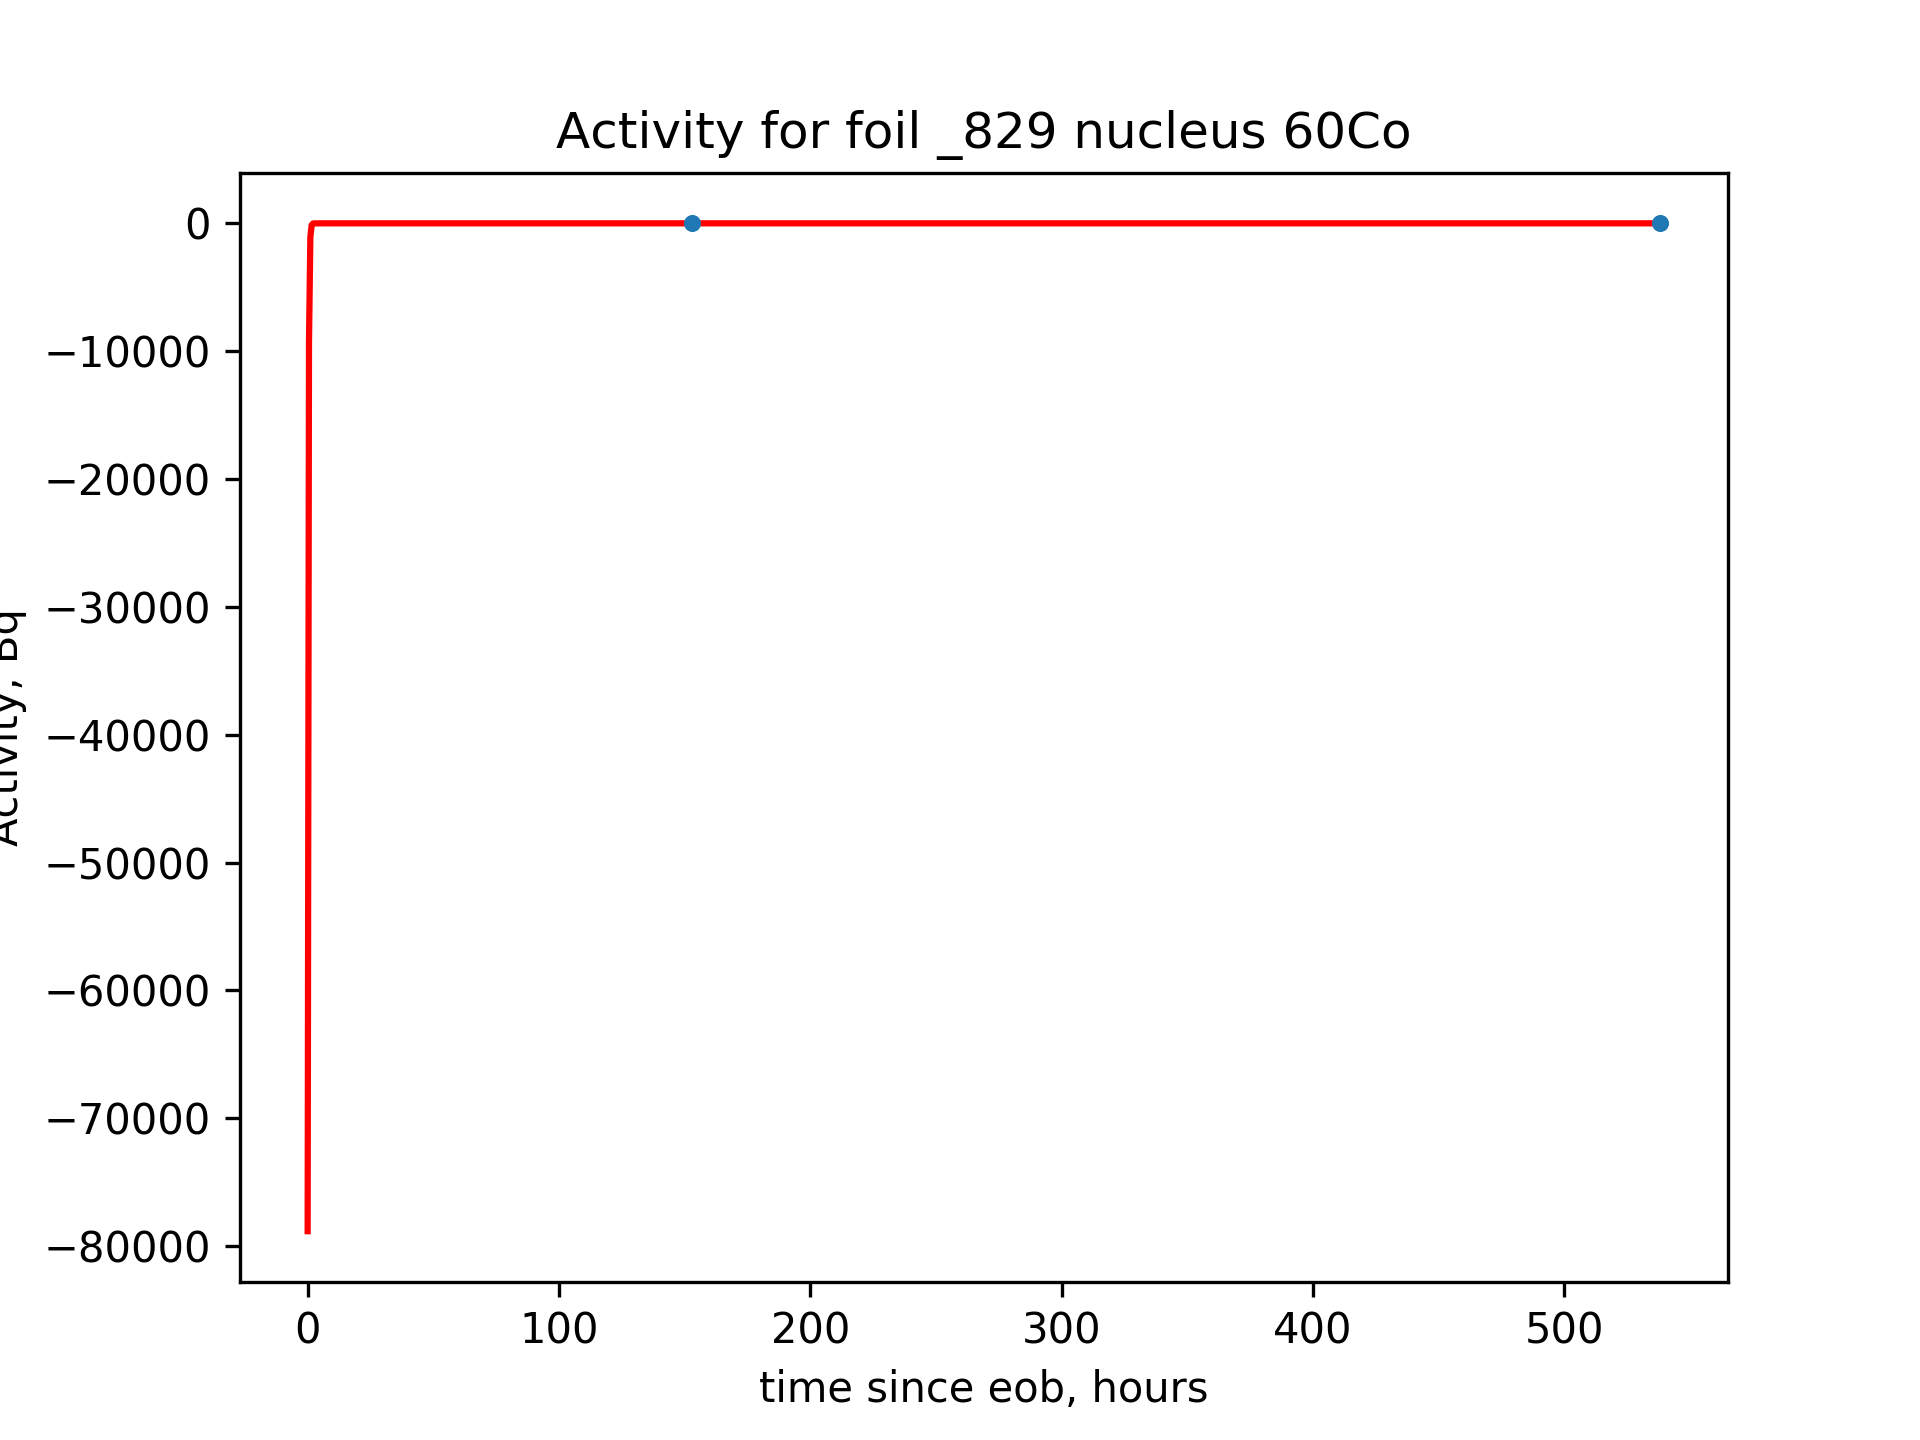 Activity for foil _829 nucleus 60Co
0
−10000
−20000
−30000
−40000
−50000
−60000
−70000
−80000
Activity, Bq
0 100 200 300 400 500
time since eob, hours